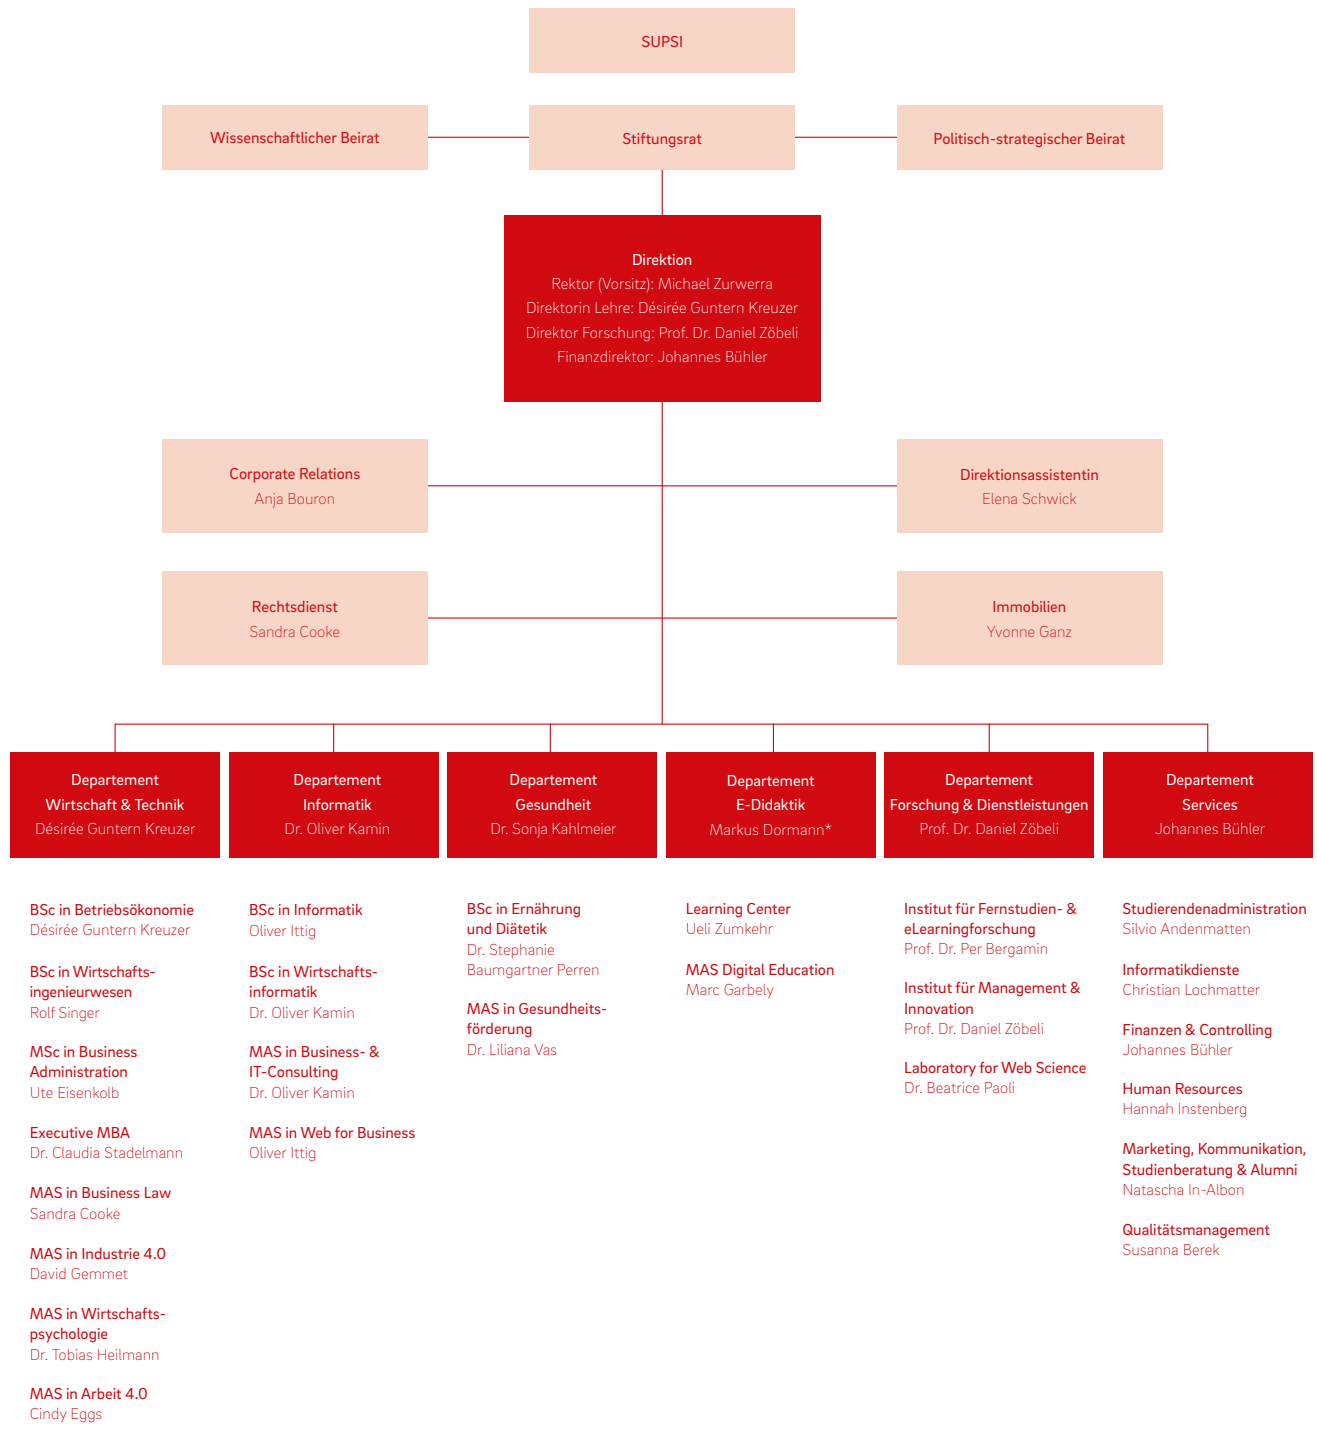 SUPSI
Wissenschaftlicher Beirat
Stiftungsrat
Politisch-strategischer Beirat
Direktion
Rektor (Vorsitz): Michael Zurwerra
Direktorin Lehre: Désirée Guntern Kreuzer
Direktor Forschung: Prof. Dr. Daniel Zöbeli
Finanzdirektor: Johannes Bühler
Corporate Relations
Anja Bouron
Direktionsassistentin
Elena Schwick
Rechtsdienst
Sandra Cooke
Immobilien
Yvonne Ganz
Departement
Wirtschaft & Technik
Désirée Guntern Kreuzer
Departement
Informatik
Dr. Oliver Kamin
Departement
Gesundheit
Dr. Sonja Kahlmeier
Departement
E-Didaktik
Markus Dormann*
Departement
Forschung & Dienstleistungen
Prof. Dr. Daniel Zöbeli
Departement
Services
Johannes Bühler
BSc in Betriebsökonomie
Désirée Guntern Kreuzer
BSc in Wirtschafts-
ingenieurwesen
Rolf Singer
MSc in Business
Administration
Ute Eisenkolb
Executive MBA
Dr. Claudia Stadelmann
MAS in Business Law
Sandra Cooke
MAS in Industrie 4.0
David Gemmet
MAS in Wirtschafts-
psychologie
Dr. Tobias Heilmann
MAS in Arbeit 4.0
Cindy Eggs
BSc in Informatik
Oliver Ittig
BSc in Wirtschafts-
informatik
Dr. Oliver Kamin
MAS in Business- &
IT-Consulting
Dr. Oliver Kamin
MAS in Web for Business
Oliver Ittig
BSc in Ernährung
und Diätetik
Dr. Stephanie
Baumgartner Perren
MAS in Gesundheits-
förderung
Dr. Liliana Vas
Learning Center
Ueli Zumkehr
MAS Digital Education
Marc Garbely
Institut für Fernstudien- &
eLearningforschung
Prof. Dr. Per Bergamin
Institut für Management &
Innovation
Prof. Dr. Daniel Zöbeli
Laboratory for Web Science
Dr. Beatrice Paoli
Studierendenadministration
Silvio Andenmatten
Informatikdienste
Christian Lochmatter
Finanzen & Controlling
Johannes Bühler
Human Resources
Hannah Instenberg
Marketing, Kommunikation,
Studienberatung & Alumni
Natascha In-Albon
Qualitätsmanagement
Susanna Berek